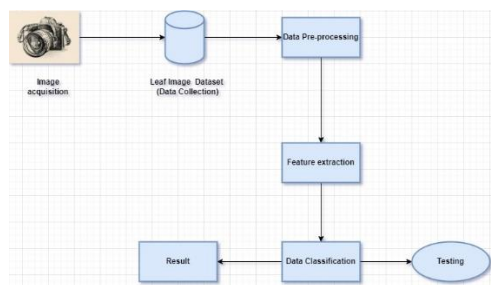 Data Pre-processing
Image
acquisition
Leaf Image Dataset
(Data Collection)
Feature extraction
Result
Data Classification
Testing